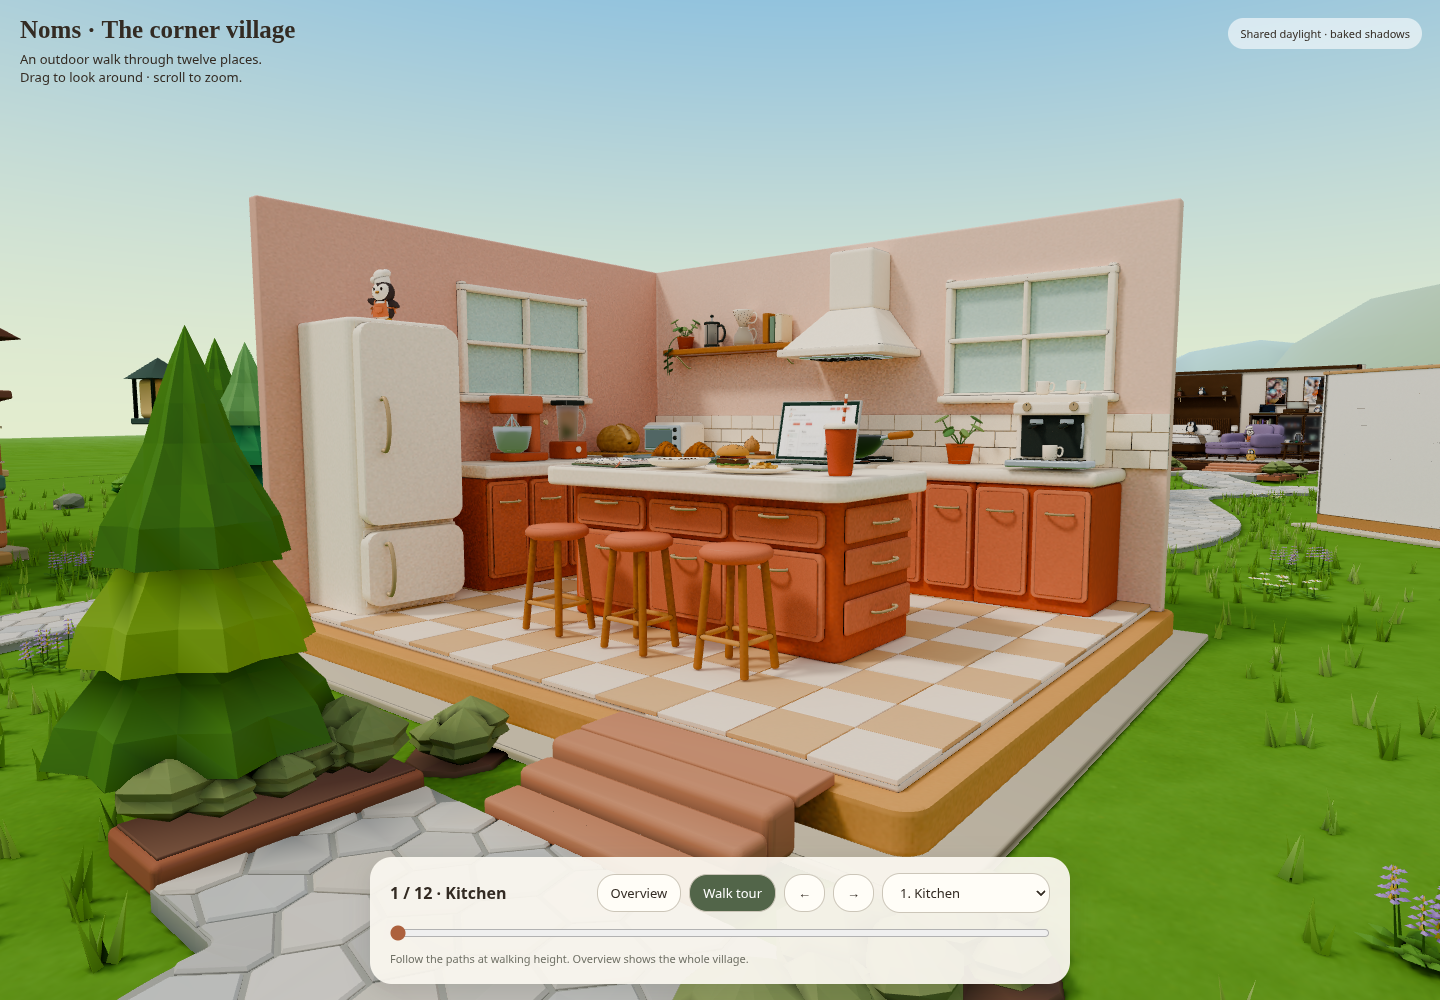 Noms · The corner village
An outdoor walk through twelve places.
Drag to look around · scroll to zoom.
Shared daylight · baked shadows
1 / 12 · Kitchen
Overview
Walk tour
←
→
1. Kitchen
Follow the paths at walking height. Overview shows the whole village.